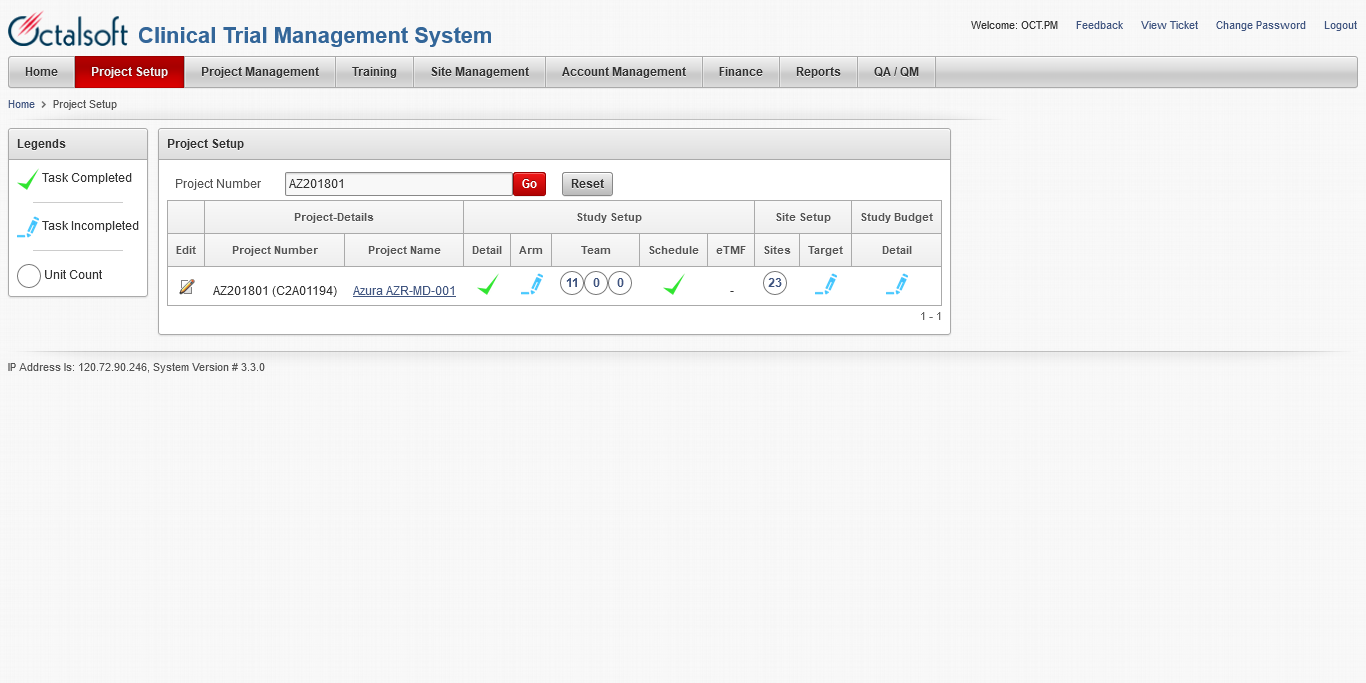 Octalsoft Clinical Trial Management System
Welcome: OCT.PM Feedback View Ticket Change Password Logout
Home Project Setup Project Management Training Site Management Account Management Finance Reports QA / QM
Home > Project Setup
Legends
Task Completed
Task Incompleted
Unit Count
Project Setup
Project Number AZ201801 Go Reset
Project-Details Study Setup Site Setup Study Budget
Edit Project Number Project Name Detail Arm Team Schedule eTMF Sites Target Detail
AZ201801 (C2A01194) Azura AZR-MD-001 11 0 0 - 23
1 - 1
IP Address Is: 120.72.90.246, System Version # 3.3.0